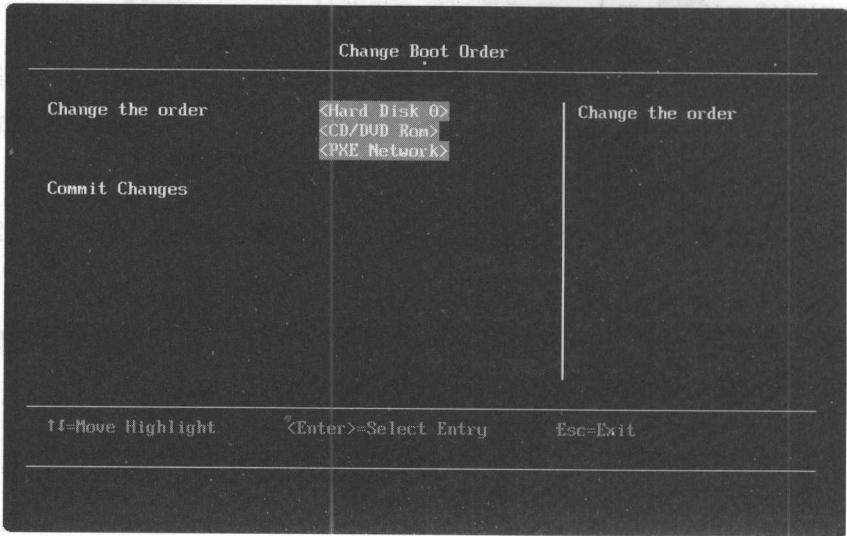 Change Boot Order
Change the order <Hard Disk 0> Change the order
<CD/DVD Rom>
<PXE Network>
Commit Changes
↑↓=Move Highlight <Enter>=Select Entry Esc=Exit